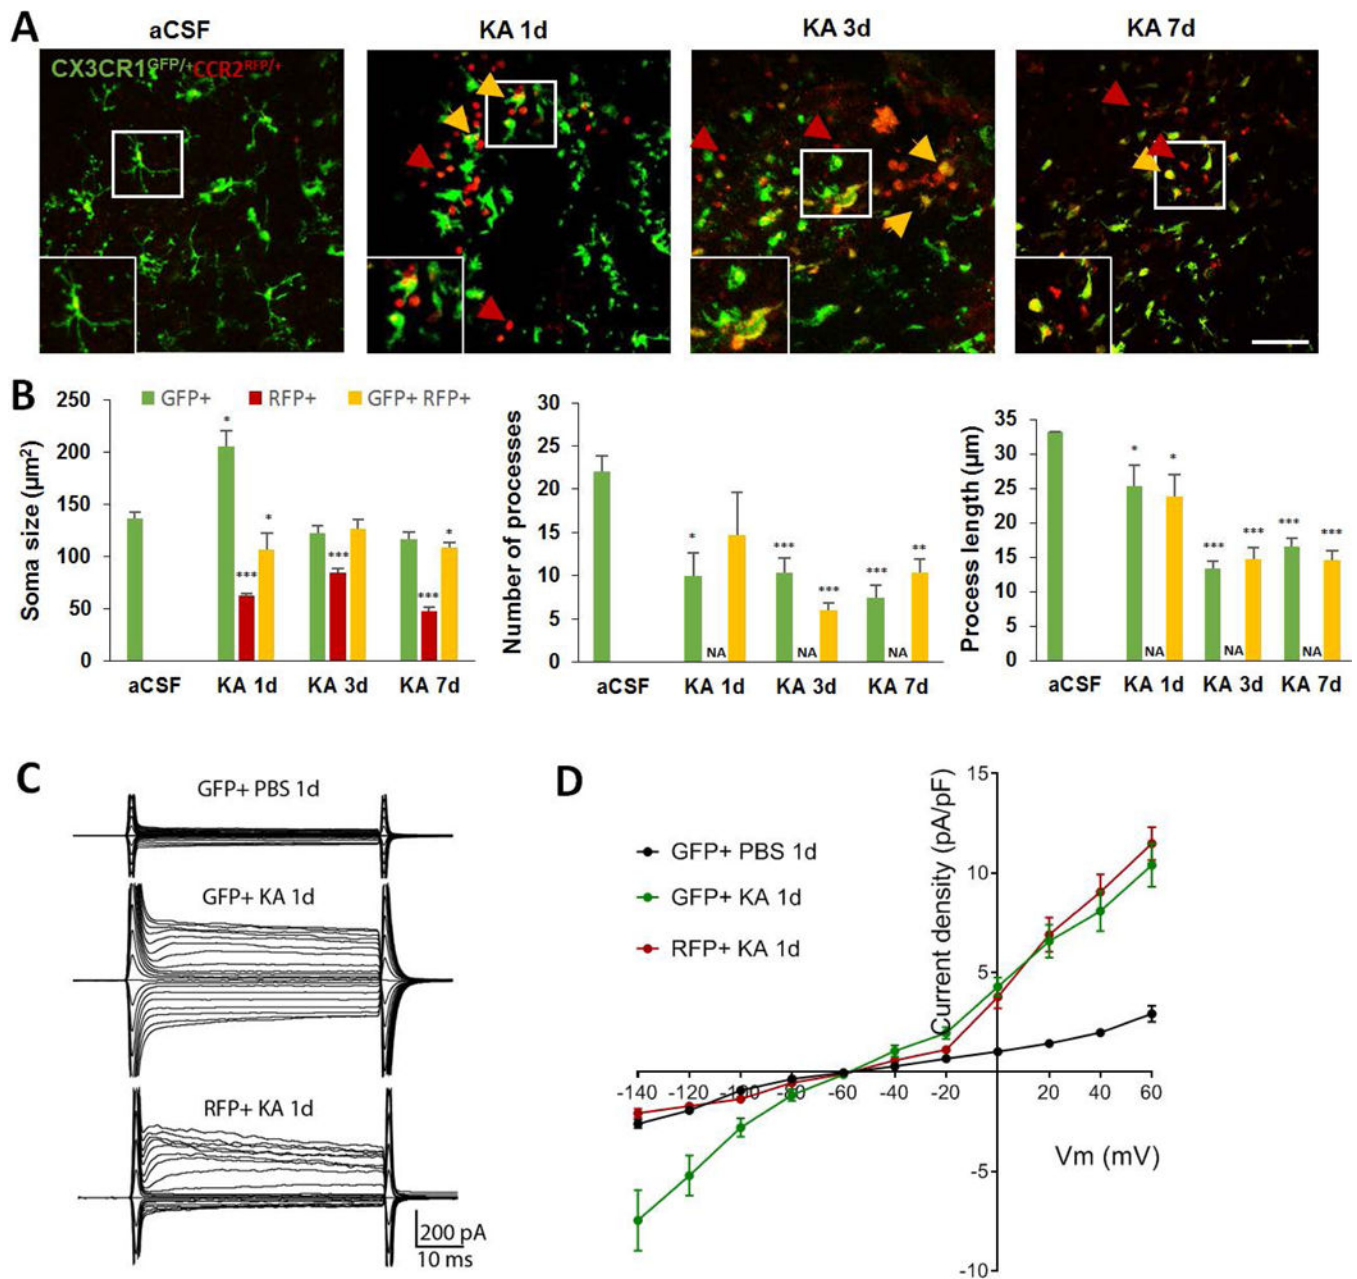 A
aCSF
KA 1d
KA 3d
KA 7d
CX3CR1GFP/+CCR2RFP/+
B
GFP+
RFP+
GFP+ RFP+
Soma size (µm²)
250
200
150
100
50
0
*
***
*
***
***
*
aCSF
KA 1d
KA 3d
KA 7d
Number of processes
30
25
20
15
10
5
0
*
***
***
***
**
NA
NA
NA
aCSF
KA 1d
KA 3d
KA 7d
Process length (µm)
35
30
25
20
15
10
5
0
*
*
***
***
***
***
NA
NA
NA
aCSF
KA 1d
KA 3d
KA 7d
C
GFP+ PBS 1d
GFP+ KA 1d
RFP+ KA 1d
200 pA
10 ms
D
GFP+ PBS 1d
GFP+ KA 1d
RFP+ KA 1d
Current density (pA/pF)
15
10
5
-5
-10
-140 -120 -100 -80 -60 -40 -20 20 40 60
Vm (mV)